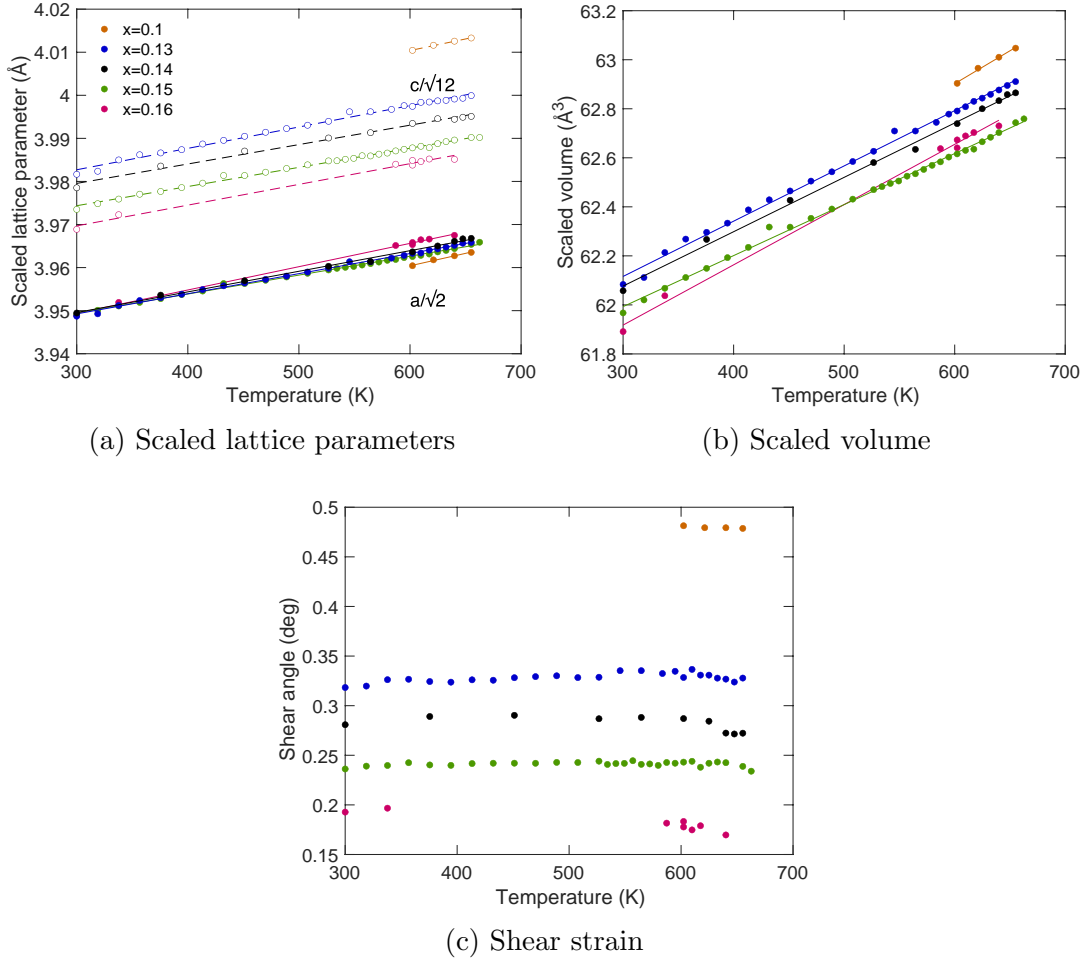 4.02
4.01
4
3.99
3.98
3.97
3.96
3.95
3.94
Scaled lattice parameter (Å)
x=0.1
x=0.13
x=0.14
x=0.15
x=0.16
c/√12
a/√2
300 400 500 600 700
Temperature (K)
(a) Scaled lattice parameters
63.2
63
62.8
62.6
62.4
62.2
62
61.8
Scaled volume (Å³)
300 400 500 600 700
Temperature (K)
(b) Scaled volume
0.5
0.45
0.4
0.35
0.3
0.25
0.2
0.15
Shear angle (deg)
300 400 500 600 700
Temperature (K)
(c) Shear strain